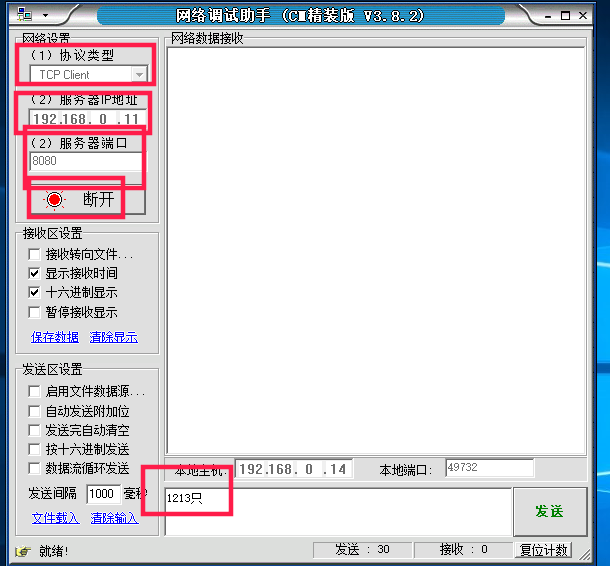 网络调试助手 (CM精装版 V3.8.2)
网络设置
(1) 协议类型
TCP Client
(2) 服务器IP地址
192.168. 0 .11
(2) 服务器端口
8080
断开
接收区设置
接收转向文件...
显示接收时间
十六进制显示
暂停接收显示
保存数据 清除显示
发送区设置
启用文件数据源...
自动发送附加位
发送完自动清空
按十六进制发送
数据流循环发送
发送间隔 1000 毫秒
文件载入 清除输入
网络数据接收
本地主机: 192.168. 0 .14 本地端口: 49732
1213只
发送
就绪! 发送 : 30 接收 : 0 复位计数